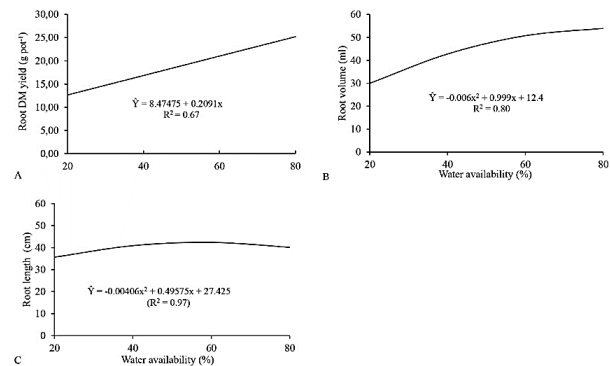 30,00
25,00
20,00
15,00
10,00
5,00
0,00
Root DM yield (g pot⁻¹)
Ŷ = 8.47475 + 0.2091x
R² = 0.67
20 40 60 80
A
60
50
40
30
20
10
0
Root volume (ml)
Ŷ = -0.006x² + 0.999x + 12.4
R² = 0.80
20 40 60 80
Water availability (%)
B
60
50
40
30
20
10
0
Root length (cm)
Ŷ = -0.00406x² + 0.49575x + 27.425
(R² = 0.97)
20 40 60 80
Water availability (%)
C